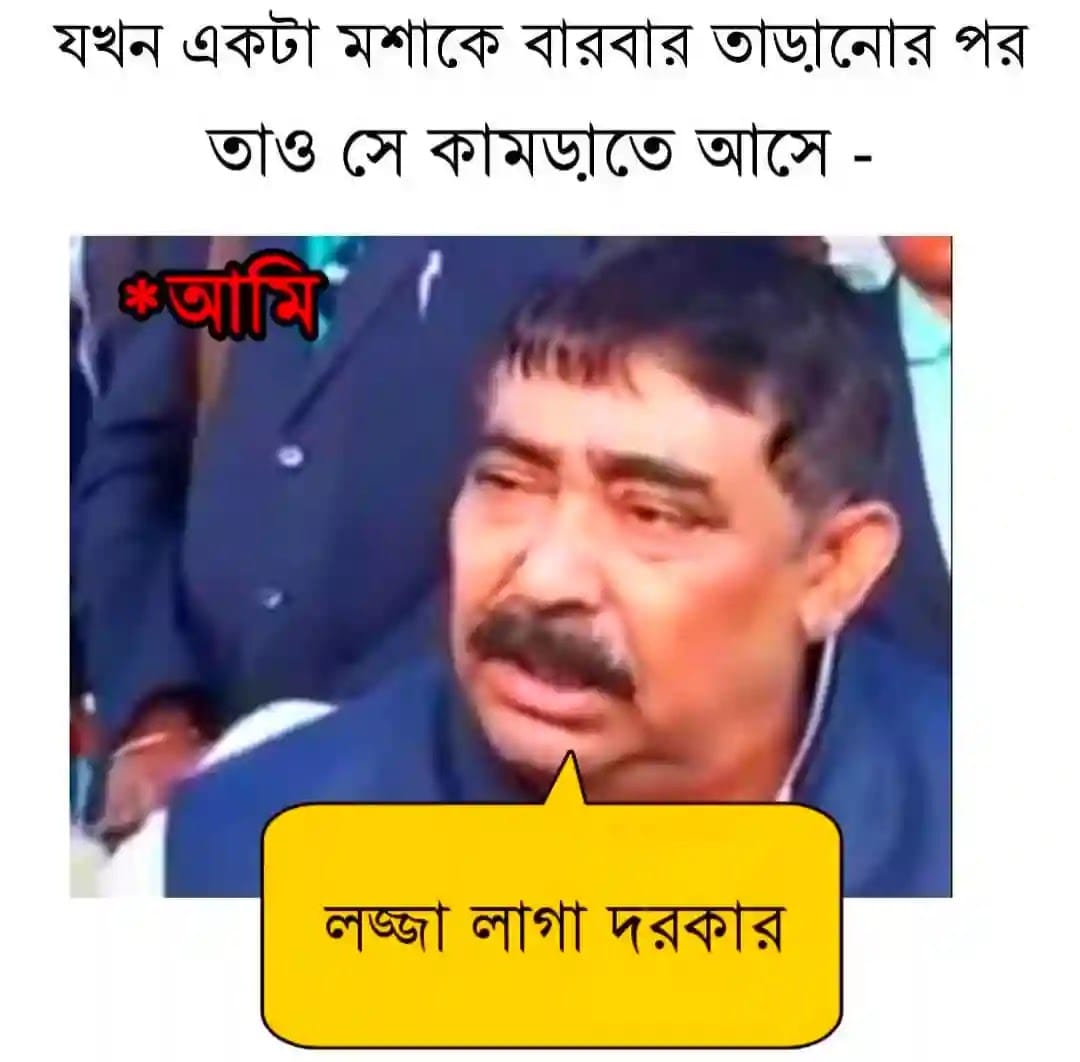 যখন একটা মশাকে বারবার তাড়ানোর পর
তাও সে কামড়াতে আসে -
*আমি
লজ্জা লাগা দরকার